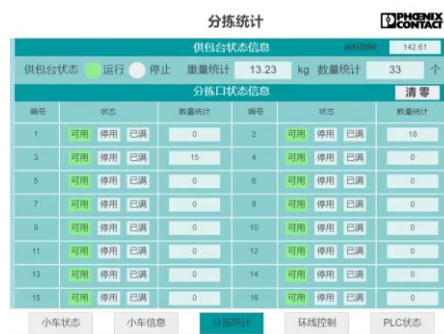 分拣统计
PHOENIX CONTACT
供包台状态信息 运行时间 142.61
供包台状态 运行 停止 重量统计 13.23 kg 数量统计 33 个
分拣口状态信息 清零
编号 状态 数量统计 编号 状态 数量统计
1 可用 停用 已满 0 2 可用 停用 已满 18
3 可用 停用 已满 15 4 可用 停用 已满 0
5 可用 停用 已满 0 6 可用 停用 已满 0
7 可用 停用 已满 0 8 可用 停用 已满 0
9 可用 停用 已满 0 10 可用 停用 已满 0
11 可用 停用 已满 0 12 可用 停用 已满 0
13 可用 停用 已满 0 14 可用 停用 已满 0
15 可用 停用 已满 0 16 可用 停用 已满 0
小车状态 小车信息 分拣统计 环线控制 PLC状态